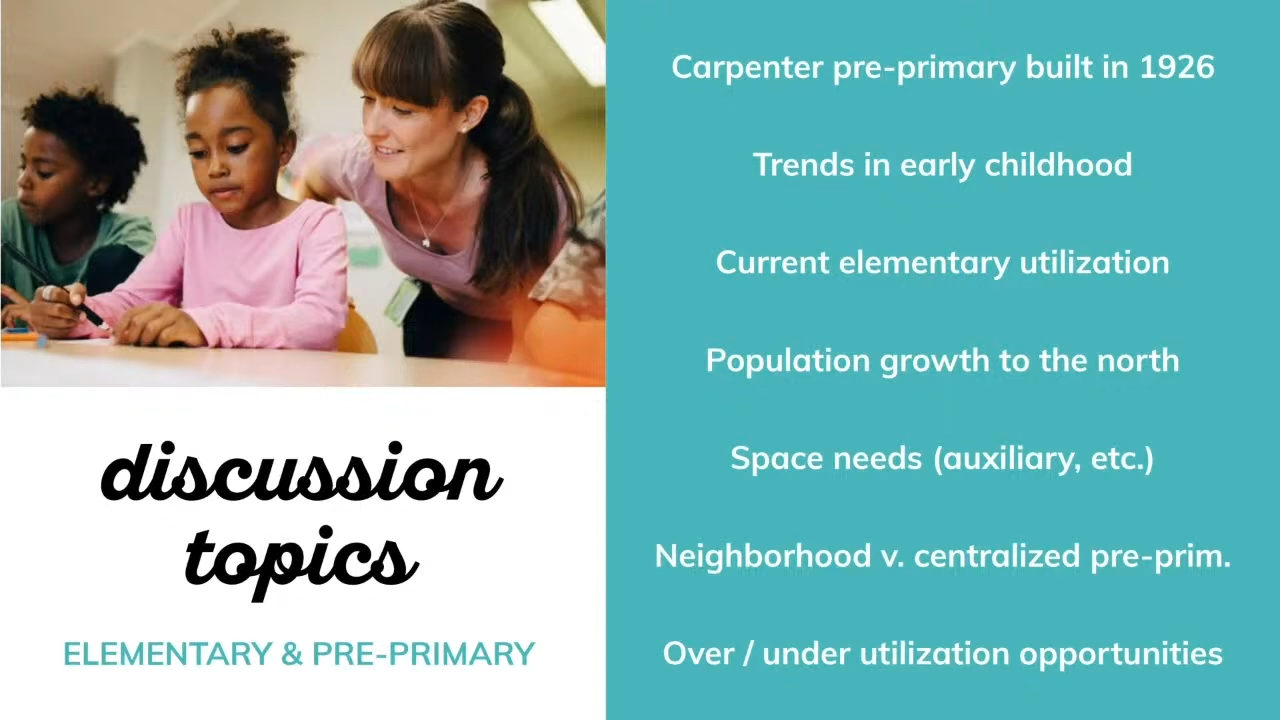 discussion
topics
ELEMENTARY & PRE-PRIMARY
Carpenter pre-primary built in 1926
Trends in early childhood
Current elementary utilization
Population growth to the north
Space needs (auxiliary, etc.)
Neighborhood v. centralized pre-prim.
Over / under utilization opportunities